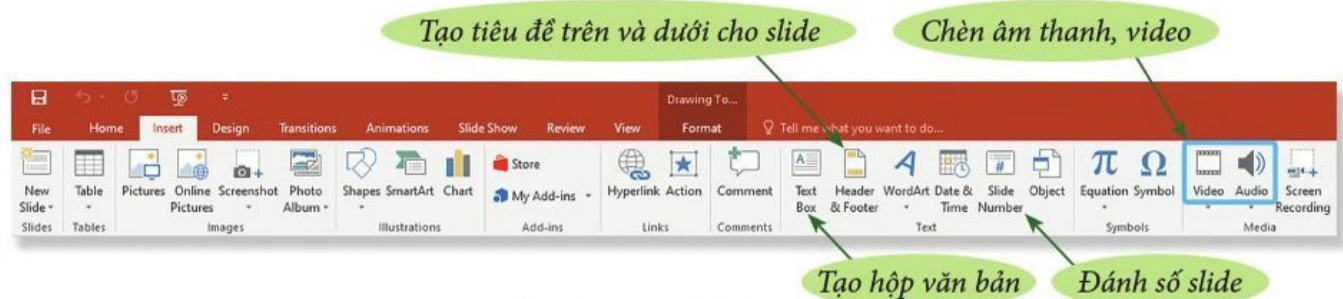 Tạo tiêu đề trên và dưới cho slide
Chèn âm thanh, video
Drawing To...
File Home Insert Design Transitions Animations Slide Show Review View Format Tell me what you want to do...
New Slide Table Pictures Online Pictures Screenshot Photo Album Shapes SmartArt Chart Store My Add-ins Hyperlink Action Comment Text Box Header & Footer WordArt Date & Time Slide Number Object Equation Symbol Video Audio Screen Recording
Slides Tables Images Illustrations Add-ins Links Comments Text Symbols Media
Tạo hộp văn bản
Đánh số slide